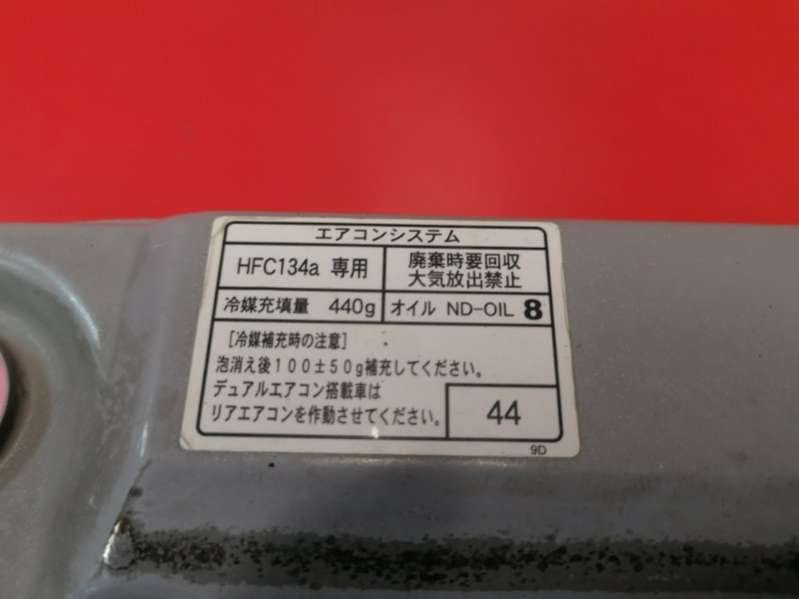 エアコンシステム
HFC134a 専用
廃棄時要回収
大気放出禁止
冷媒充填量 440g
オイル ND-OIL 8
[冷媒補充時の注意]
泡消え後100±50g補充してください。
デュアルエアコン搭載車は
リアエアコンを作動させてください。
44
9D